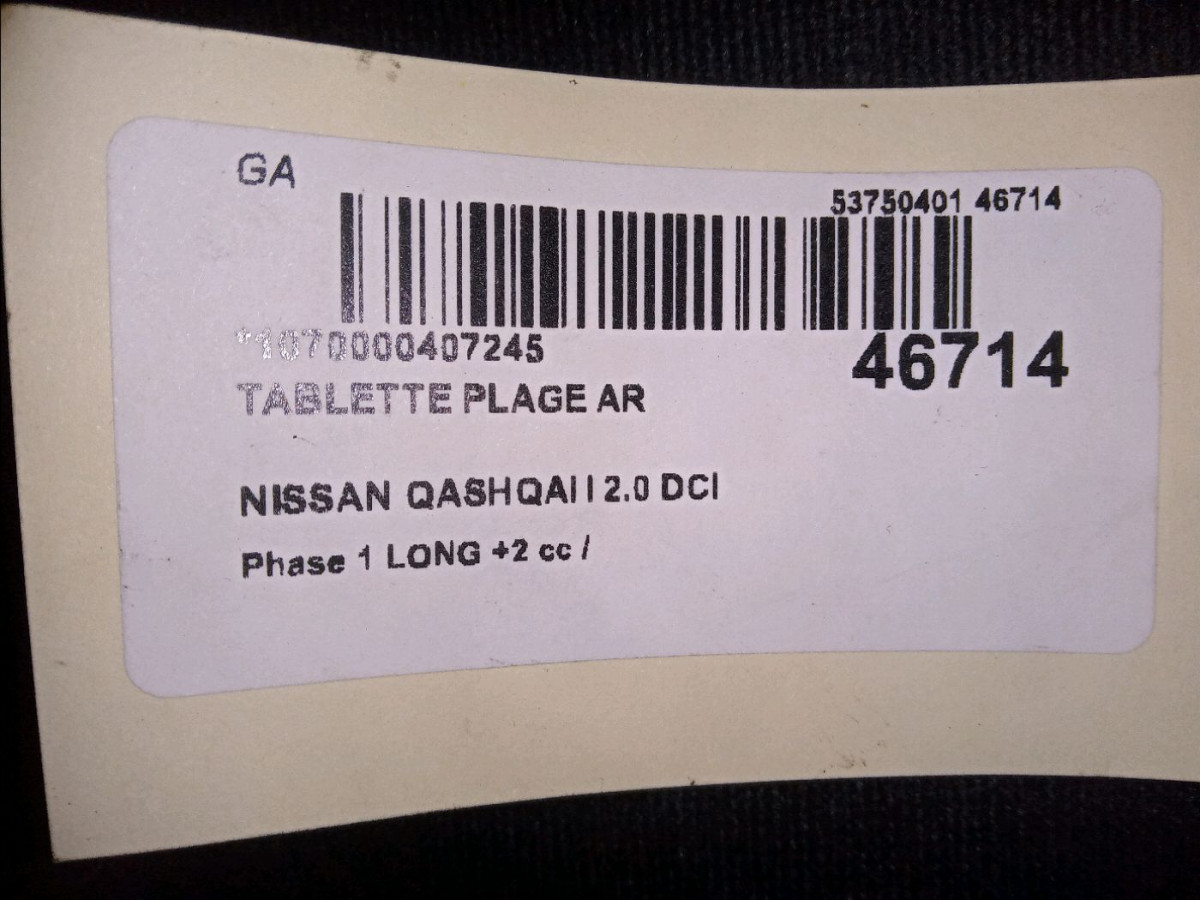 GA
53750401 46714
*1070000407245
46714
TABLETTE PLAGE AR
NISSAN QASHQAI I 2.0 DCI
Phase 1 LONG +2 cc /